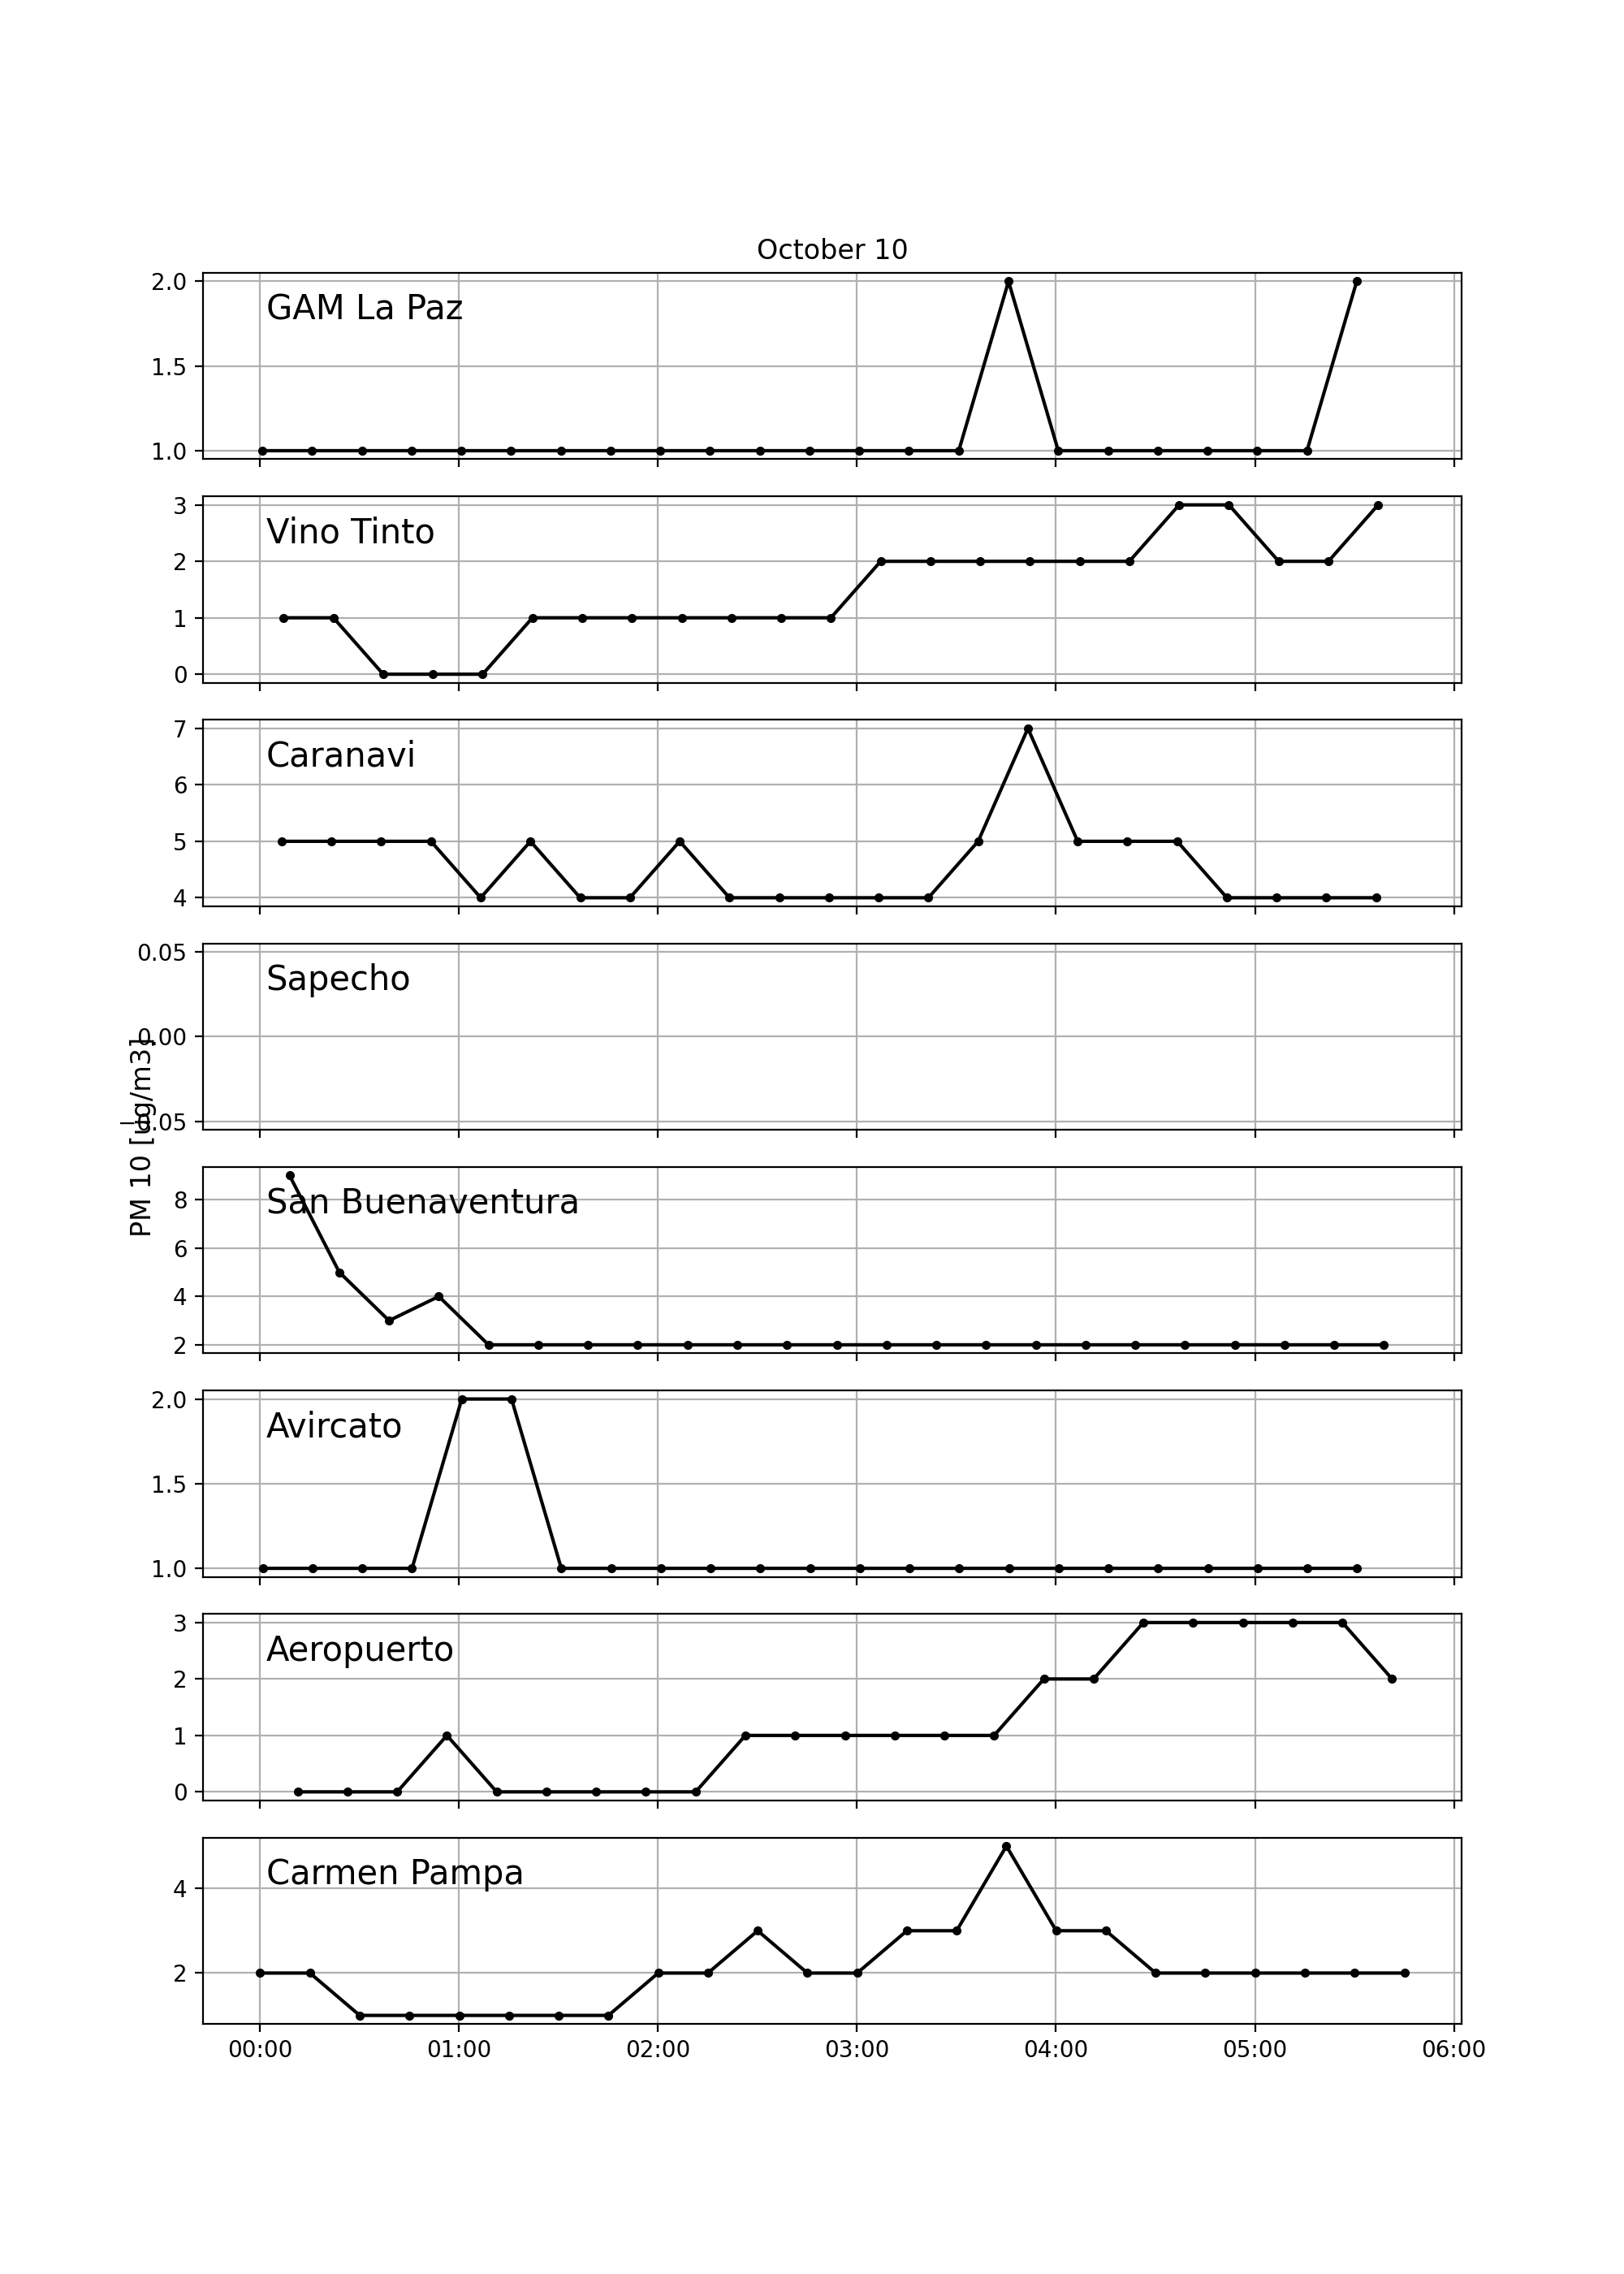 October 10
2.0
GAM La Paz
1.5
1.0
3
Vino Tinto
2
1
0
7
Caranavi
6
5
4
0.05
Sapecho
0.00
0.05
PM 10 [ug/m3]
8
San Buenaventura
6
4
2
2.0
Avircato
1.5
1.0
3
Aeropuerto
2
1
0
Carmen Pampa
4
2
00:00 01:00 02:00 03:00 04:00 05:00 06:00